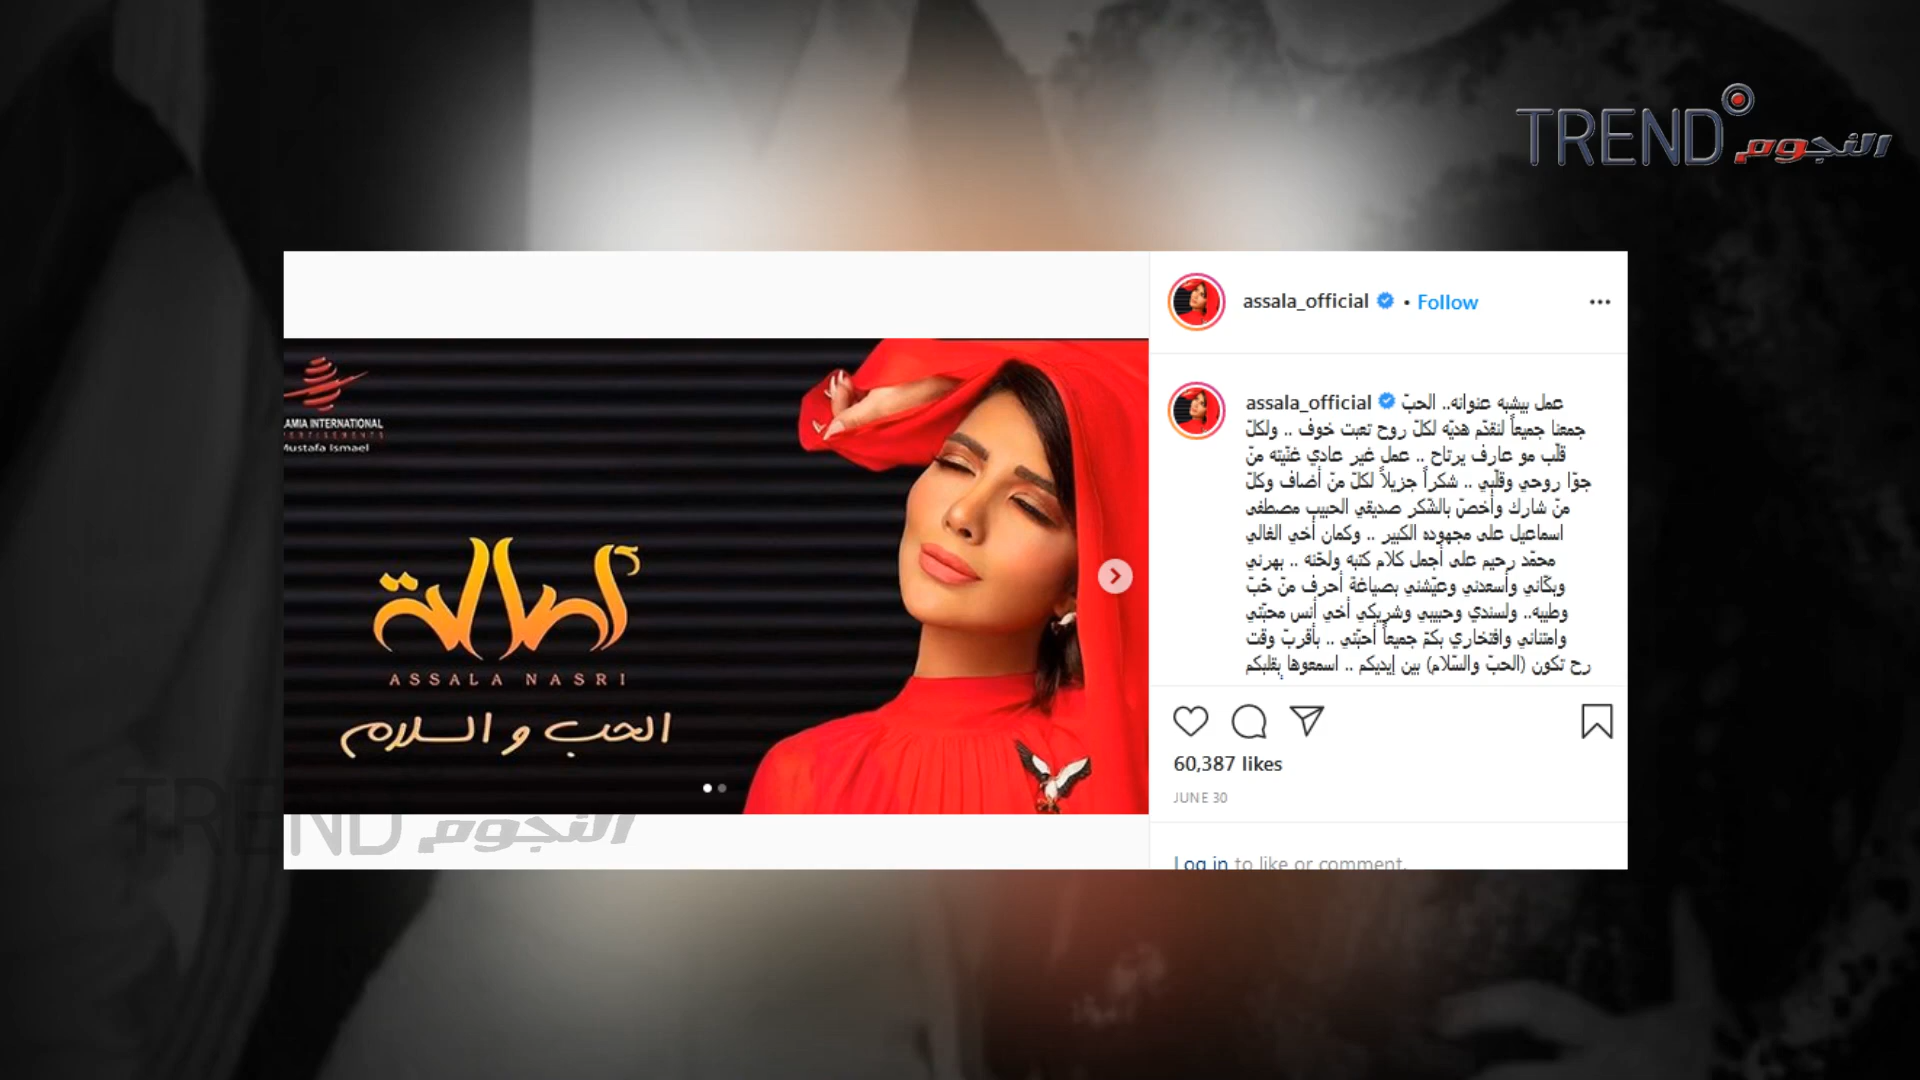 TREND النجوم
assala_official • Follow
AMIA INTERNATIONAL
Mustafa Ismael
أصالة
ASSALA NASRI
الحب و السلام
assala_official عمل بيشبه عنوانه.. الحبّ
جمعنا جميعاً لنقدّم هديّه لكلّ روح تعبت خوف .. ولكلّ
قلّب مو عارف يرتاح .. عمل غير عادي غنّيته منّ
جوّا روحي وقلّبي .. شكراً جزيلاً لكلّ منّ أضاف وكلّ
منّ شارك وأخصّ بالشّكر صديقي الحبيب مصطفى
اسماعيل على مجهوده الكبير .. وكمان أخي الغالي
محمّد رحيم على أجمل كلام كتبه ولحّنه .. بهرني
وبكّاني وأسعدني وعيّشني بصياغة أحرف منّ حبّ
وطيبه.. ولسندي وحبيبي وشريكي أخي أنس محبّتي
وامتناني وافتخاري بكمّ جميعاً أحبّتي .. بأقربّ وقت
رح تكون (الحبّ والسّلام) بين إيديكم .. اسمعوها بقلبكم
60,387 likes
JUNE 30
Log in to like or comment.
TREND النجوم